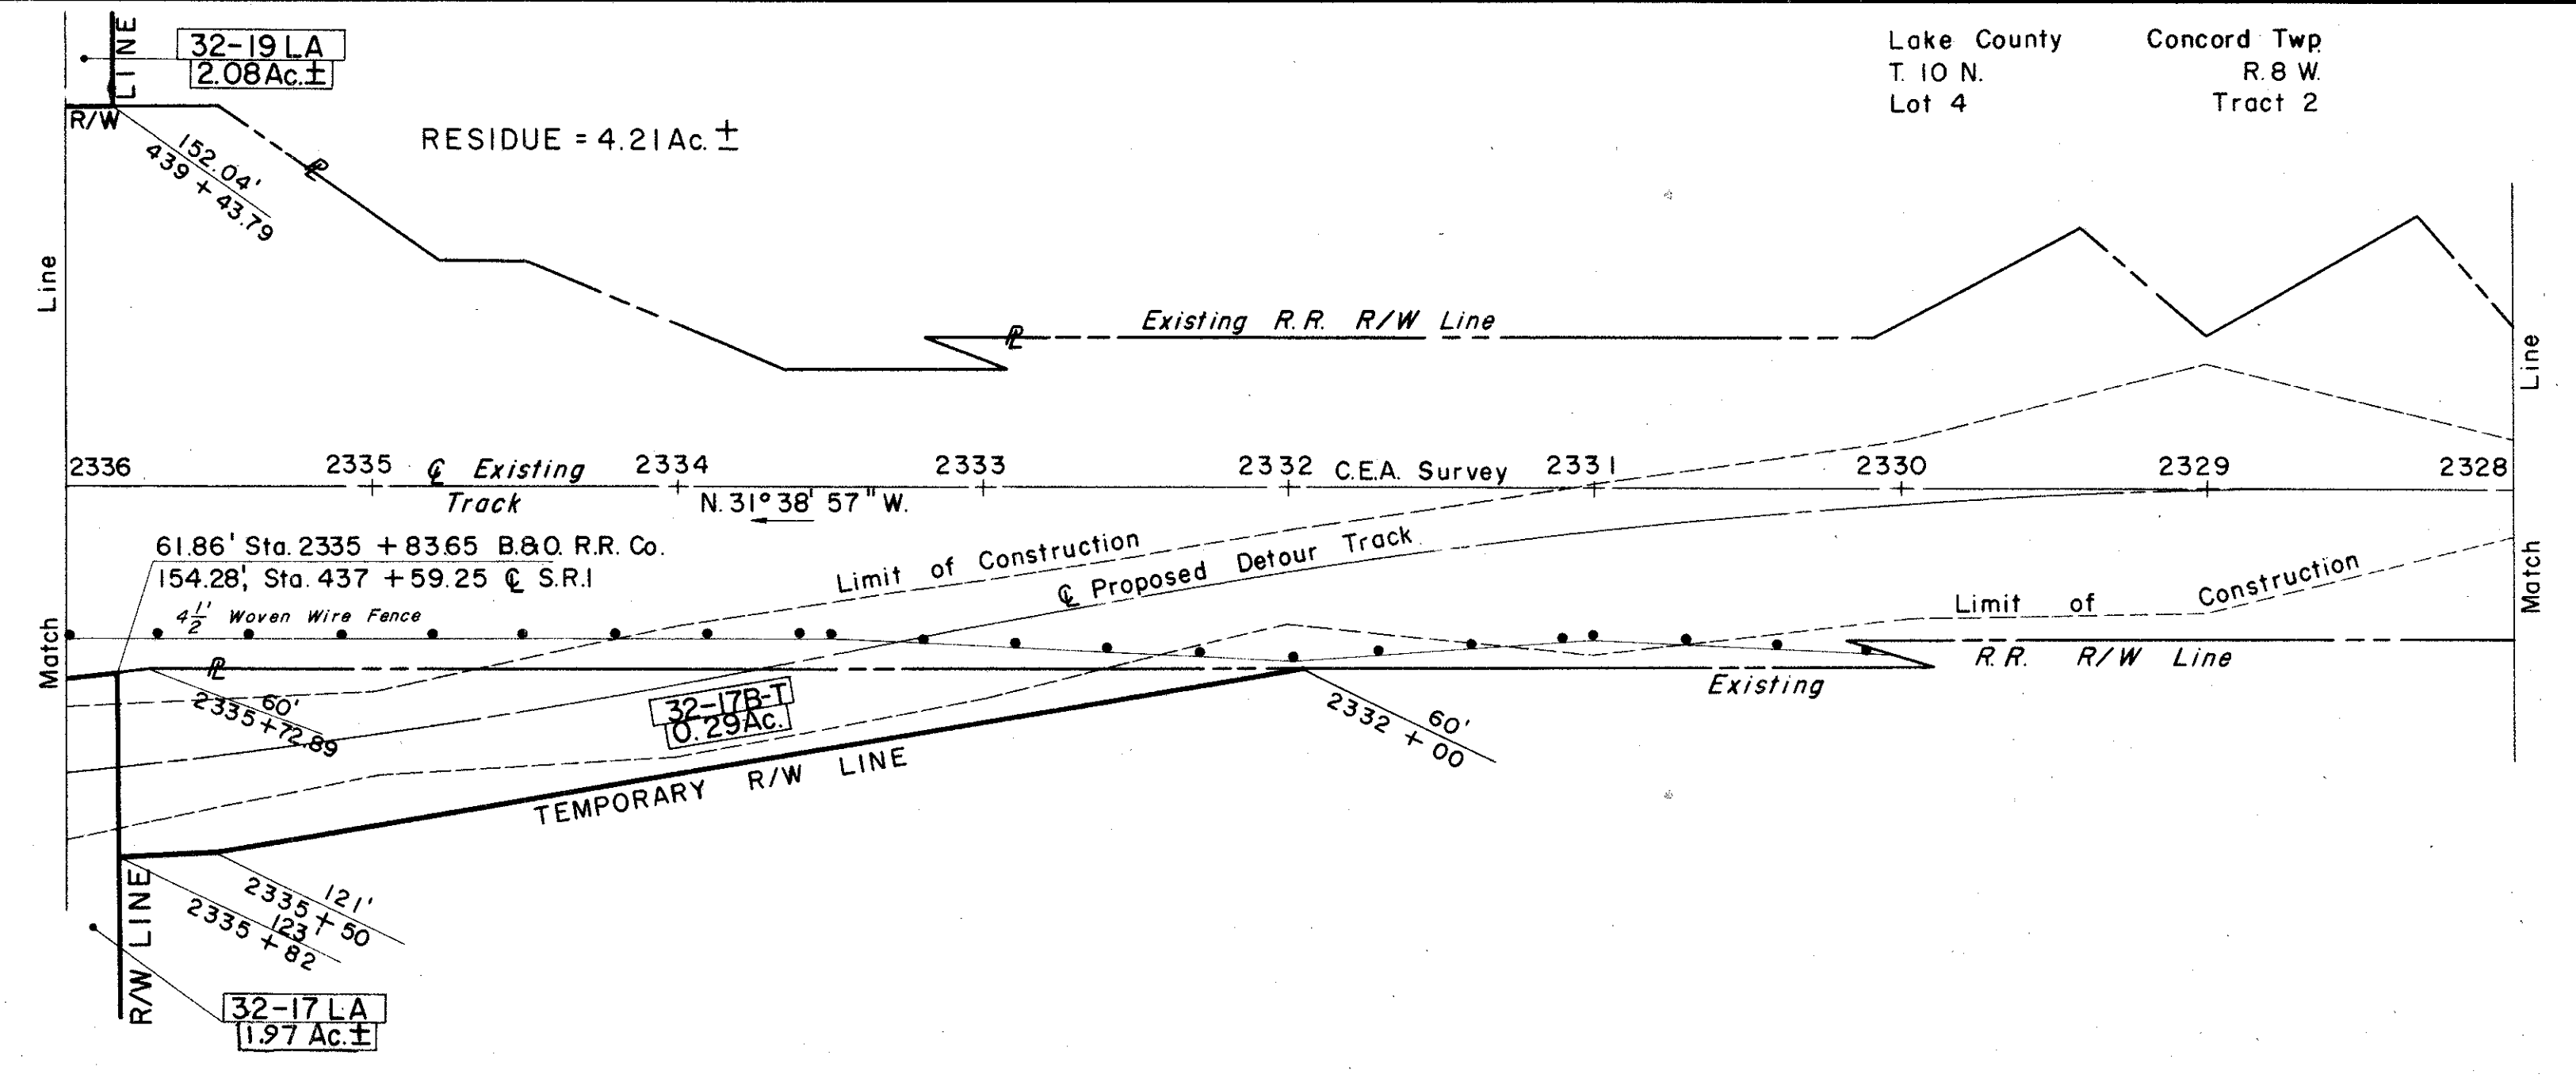 LINE
32-19 LA
2.08 Ac.±
R/W
152.04'
439 + 43.79
RESIDUE = 4.21 Ac. ±
Lake County Concord Twp.
T. 10 N. R. 8 W.
Lot 4 Tract 2
Line
℄
Existing R.R. R/W Line
Line
2336 2335 ℄ Existing 2334 2333 2332 C.E.A. Survey 2331 2330 2329 2328
Track N. 31° 38' 57" W.
61.86' Sta. 2335 + 83.65 B.&O. R.R. Co.
154.28', Sta. 437 + 59.25 ℄ S.R.1
4½' Woven Wire Fence
Limit of Construction
℄ Proposed Detour Track
Limit of Construction
Match
Match
R.R. R/W Line
Existing
60'
2335+72.89
32-17B-T
0.29 Ac.
60'
2332 + 00
TEMPORARY R/W LINE
121'
2335 + 50
123'
2335 + 82
R/W LINE
32-17 LA
1.97 Ac.±